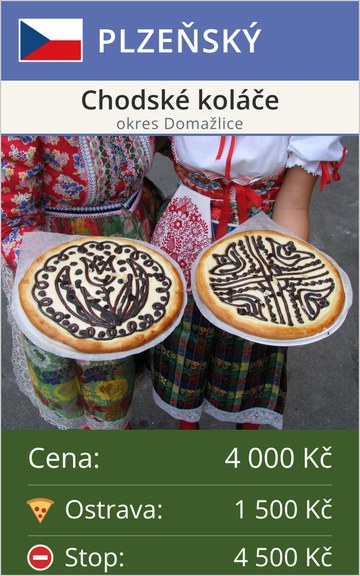 PLZEŇSKÝ
Chodské koláče
okres Domažlice
Cena: 4 000 Kč
Ostrava: 1 500 Kč
Stop: 4 500 Kč